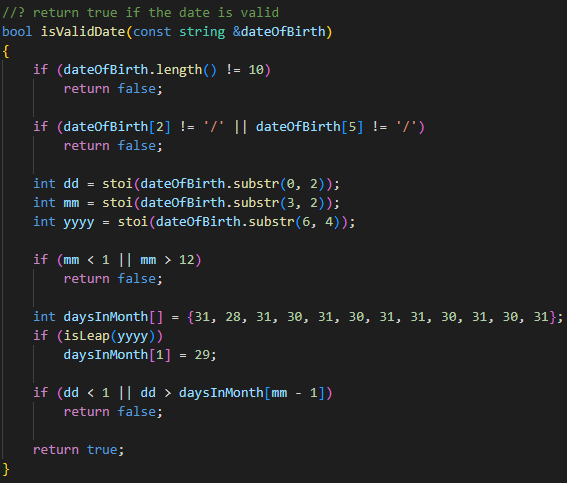 //? return true if the date is valid
bool isValidDate(const string &dateOfBirth)
{
    if (dateOfBirth.length() != 10)
        return false;

    if (dateOfBirth[2] != '/' || dateOfBirth[5] != '/')
        return false;

    int dd = stoi(dateOfBirth.substr(0, 2));
    int mm = stoi(dateOfBirth.substr(3, 2));
    int yyyy = stoi(dateOfBirth.substr(6, 4));

    if (mm < 1 || mm > 12)
        return false;

    int daysInMonth[] = {31, 28, 31, 30, 31, 30, 31, 31, 30, 31, 30, 31};
    if (isLeap(yyyy))
        daysInMonth[1] = 29;

    if (dd < 1 || dd > daysInMonth[mm - 1])
        return false;

    return true;
}